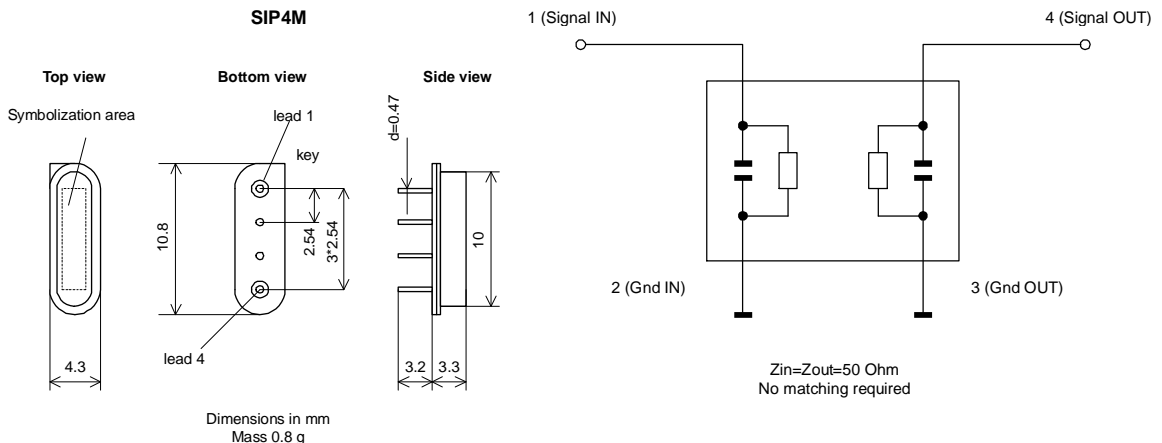 SIP4M
1 (Signal IN)
4 (Signal OUT)
Top view
Bottom view
Side view
Symbolization area
lead 1
d=0.47
key
10.8
2.54
3*2.54
10
2 (Gnd IN)
3 (Gnd OUT)
lead 4
4.3
3.2
3.3
Zin=Zout=50 Ohm
No matching required
Dimensions in mm
Mass 0.8 g